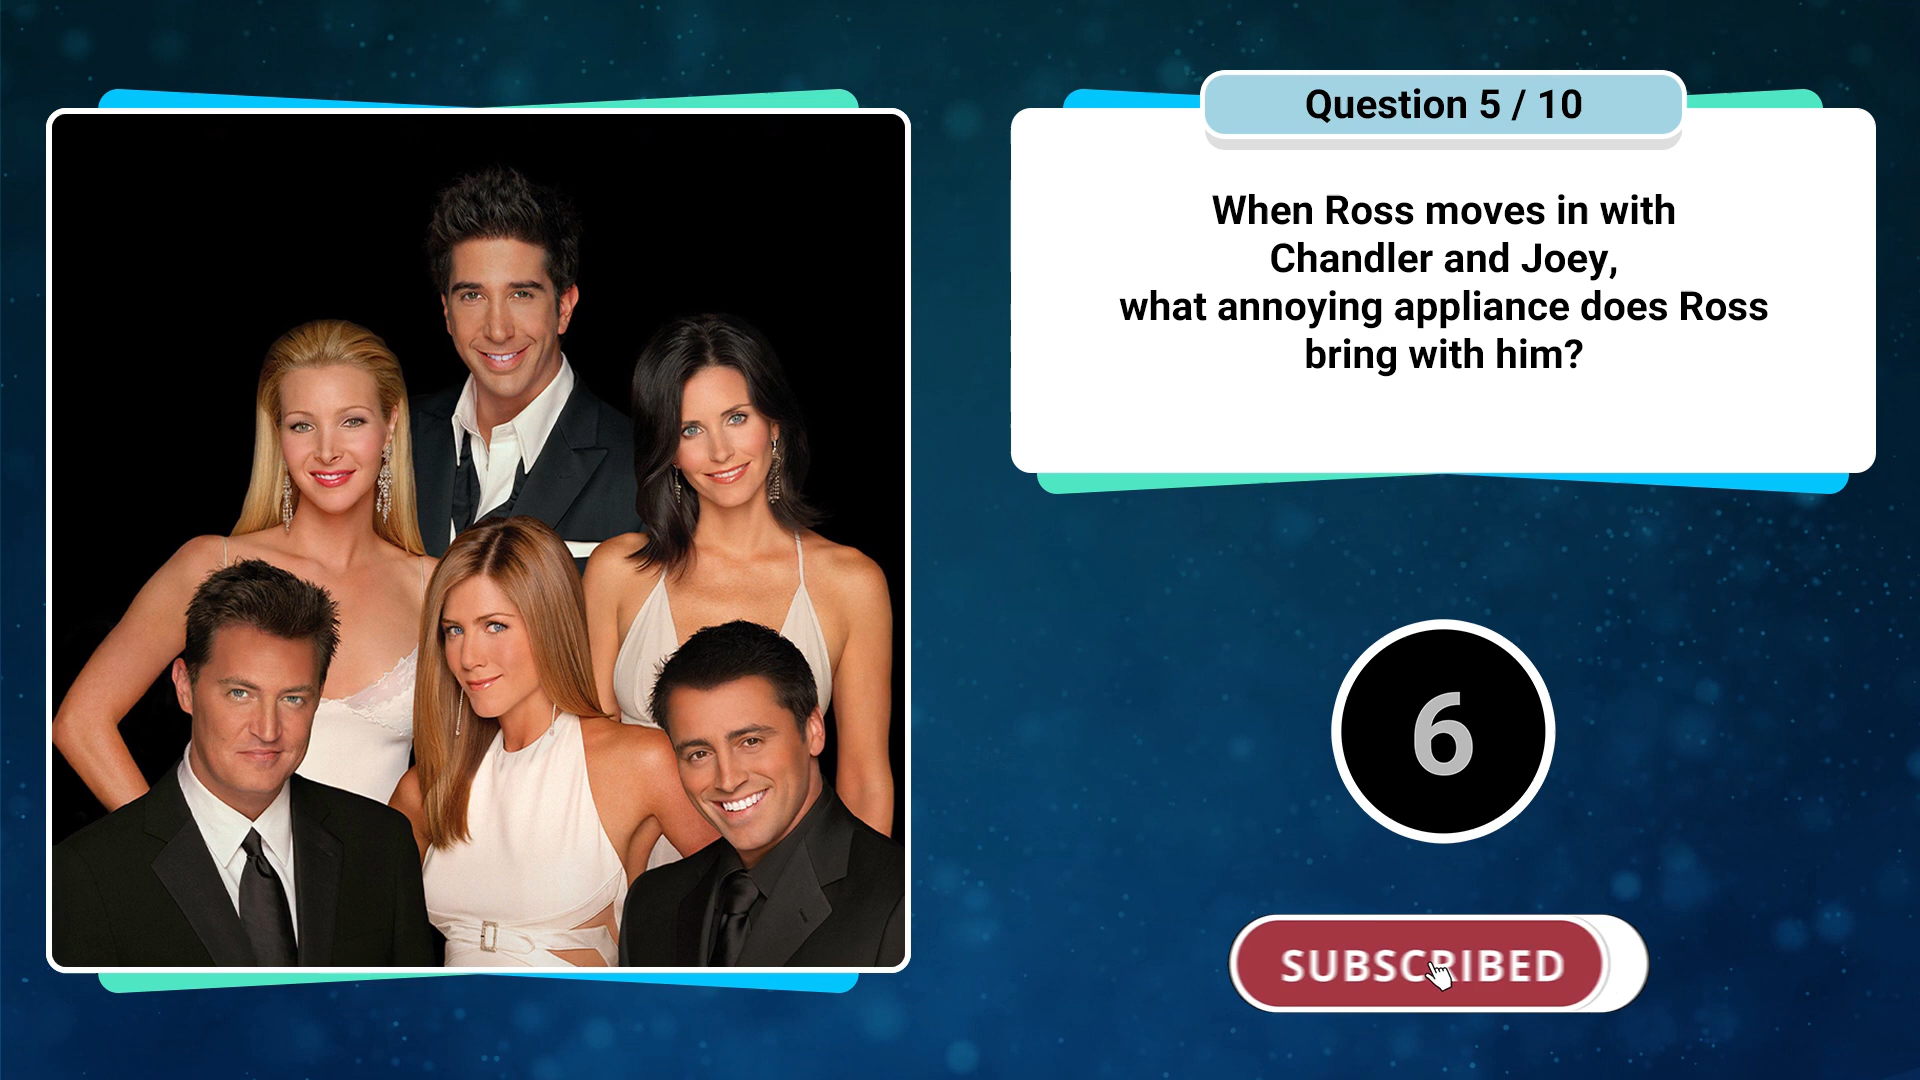 Question 5 / 10
When Ross moves in with
Chandler and Joey,
what annoying appliance does Ross
bring with him?
6
SUBSCRIBED